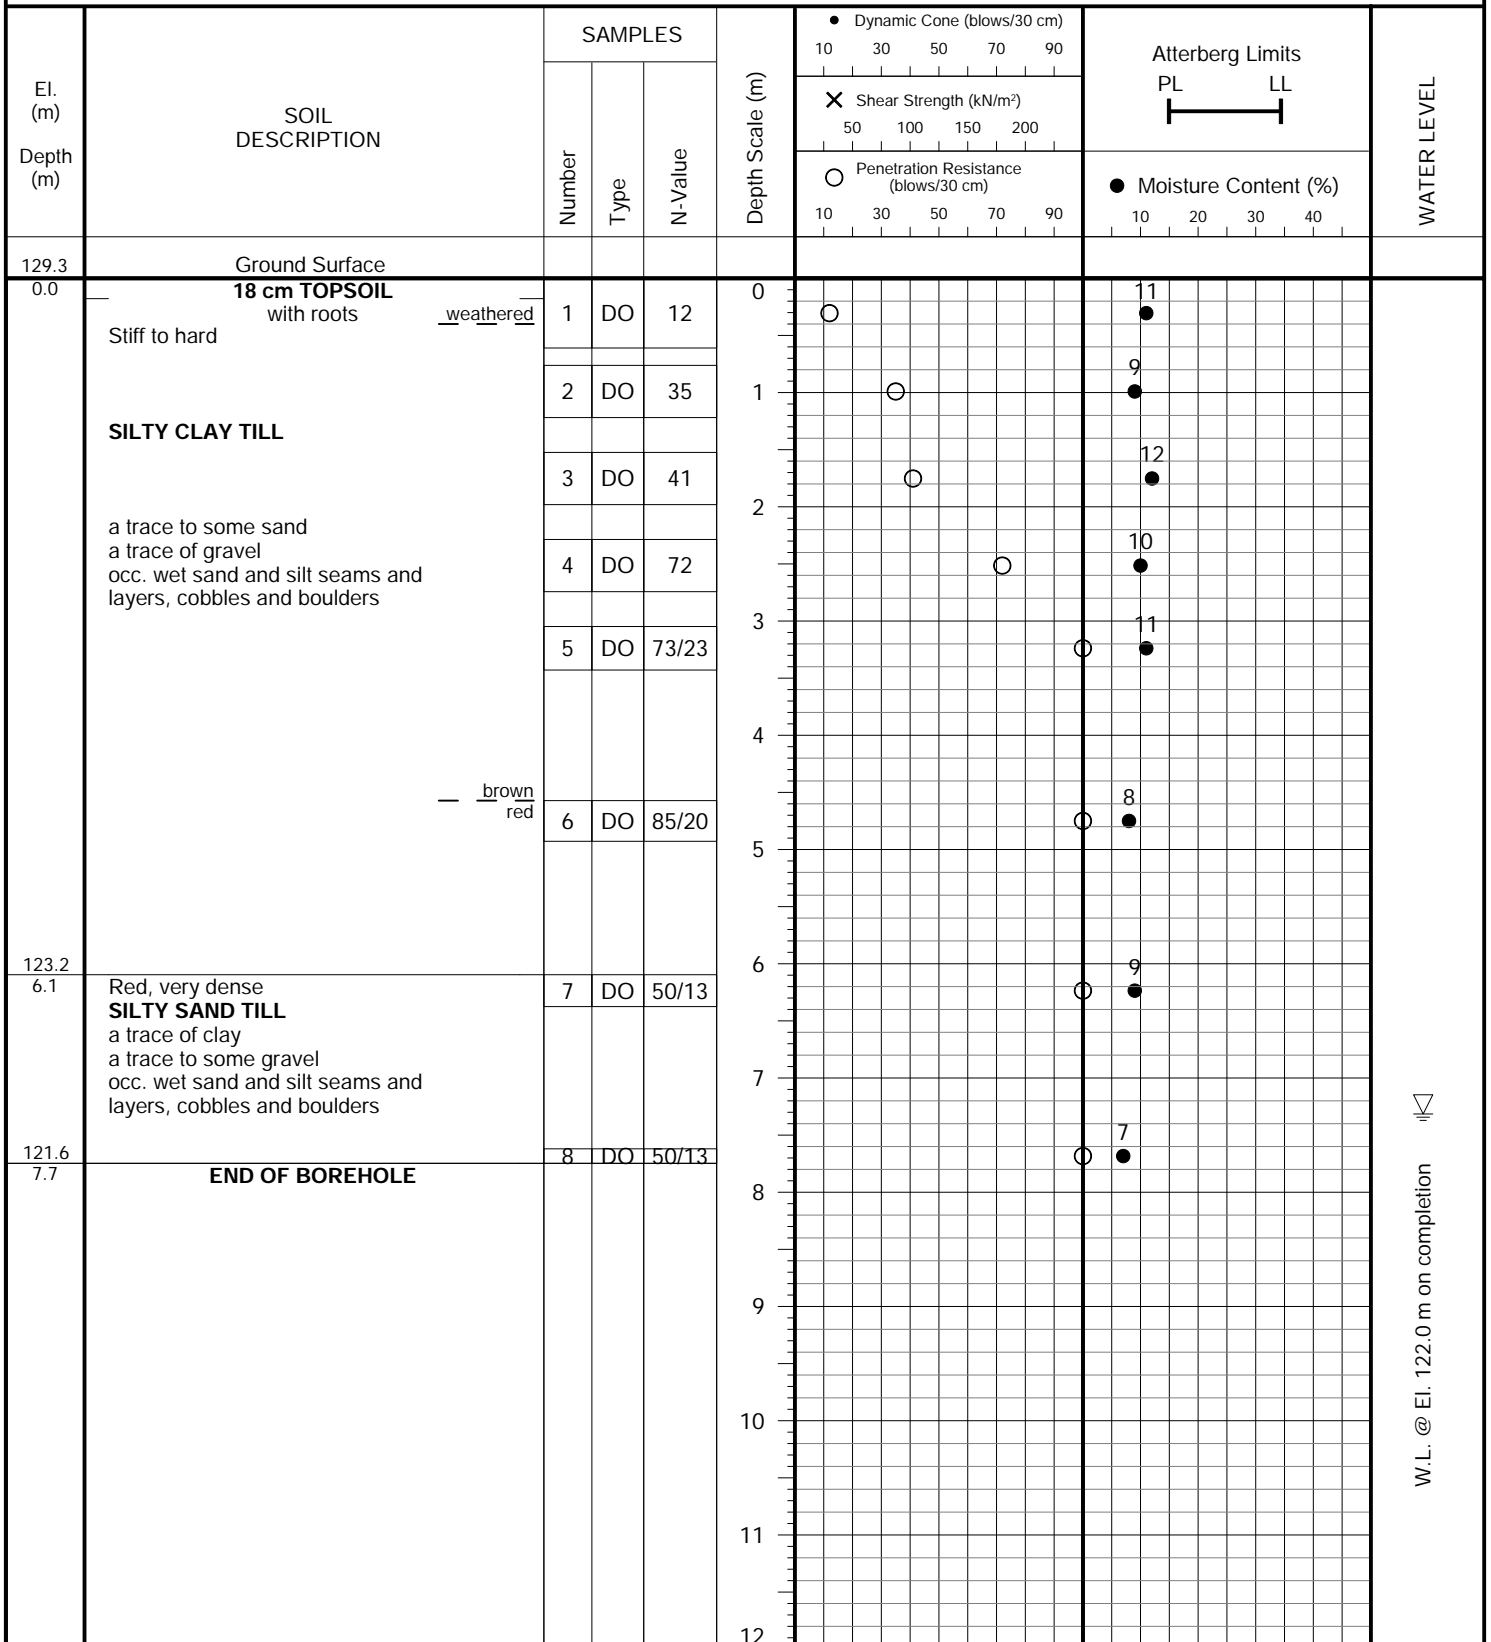 El.
(m)
Depth
(m)
SOIL
DESCRIPTION
SAMPLES
Number
Type
N-Value
Depth Scale (m)
● Dynamic Cone (blows/30 cm)
10 30 50 70 90
✕ Shear Strength (kN/m²)
50 100 150 200
○ Penetration Resistance
(blows/30 cm)
10 30 50 70 90
Atterberg Limits
PL LL
● Moisture Content (%)
10 20 30 40
WATER LEVEL
129.3 Ground Surface
0.0 18 cm TOPSOIL 0 11
with roots weathered 1 DO 12
Stiff to hard
9
2 DO 35 1
SILTY CLAY TILL
12
3 DO 41
2
a trace to some sand
a trace of gravel 10
occ. wet sand and silt seams and 4 DO 72
layers, cobbles and boulders
3 11
5 DO 73/23
4
brown 8
red 6 DO 85/20
5
123.2 6 9
6.1 Red, very dense 7 DO 50/13
SILTY SAND TILL
a trace of clay
a trace to some gravel
occ. wet sand and silt seams and 7
layers, cobbles and boulders
7
121.6 8 DO 50/13
7.7 END OF BOREHOLE
8
9
10
11
12
W.L. @ El. 122.0 m on completion